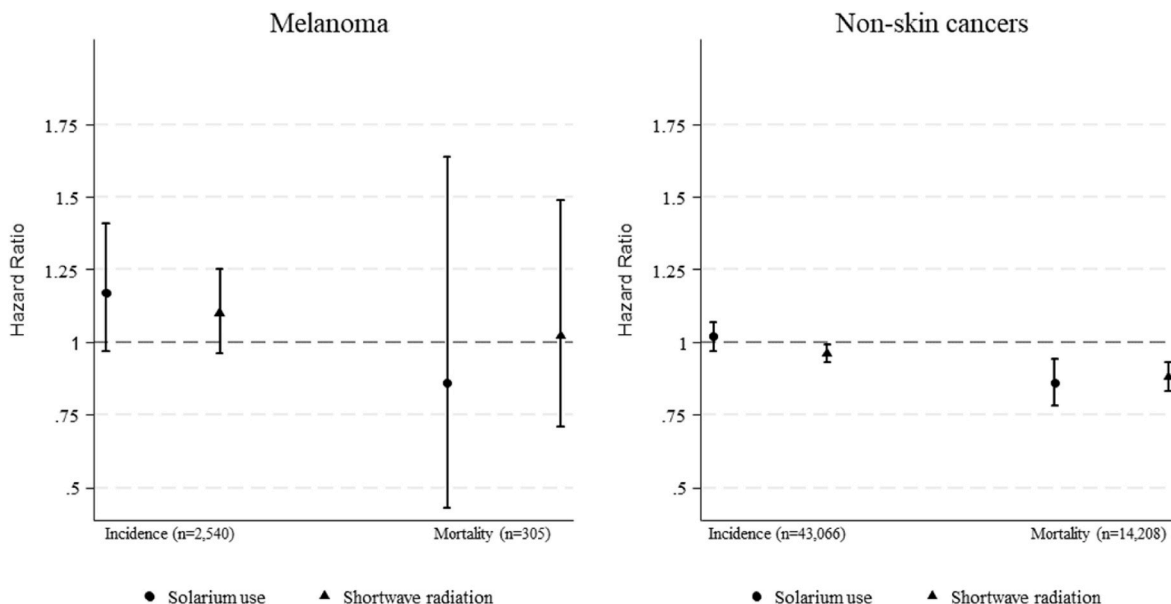 Melanoma
Hazard Ratio
1.75
1.5
1.25
1
.75
.5
Incidence (n=2,540)
Mortality (n=305)
Solarium use
Shortwave radiation
Non-skin cancers
Hazard Ratio
1.75
1.5
1.25
1
.75
.5
Incidence (n=43,066)
Mortality (n=14,208)
Solarium use
Shortwave radiation